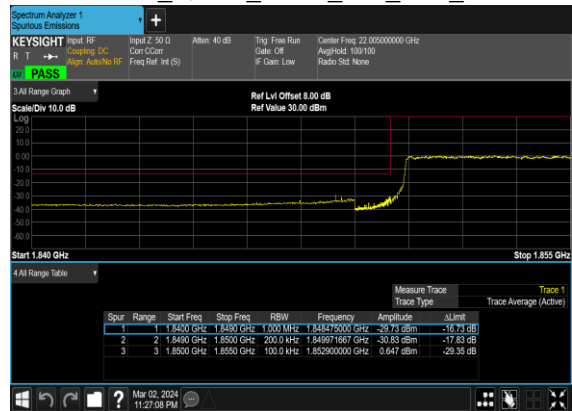 Spectrum Analyzer 1
Spurious Emissions
KEYSIGHT Input: RF Input Z: 50 Ω Atten: 40 dB Trig: Free Run Center Freq: 22.005000000 GHz
R T Coupling: DC Corr CCorr Gate: Off Avg|Hold: 100/100
Align: Auto/No RF Freq Ref: Int (S) IF Gain: Low Radio Std: None
LW PASS
3 All Range Graph Ref Lvl Offset 8.00 dB
Scale/Div 10.0 dB Ref Value 30.00 dBm
Log
20.0
10.0
0.00
-10.0
-20.0
-30.0
-40.0
-50.0
-60.0
Start 1.840 GHz Stop 1.855 GHz
4 All Range Table
Measure Trace Trace 1
Trace Type Trace Average (Active)
Spur Range Start Freq Stop Freq RBW Frequency Amplitude ΔLimit
1 1 1.8400 GHz 1.8490 GHz 1.000 MHz 1.848475000 GHz -29.73 dBm -16.73 dB
2 2 1.8490 GHz 1.8500 GHz 200.0 kHz 1.849971667 GHz -30.83 dBm -17.83 dB
3 3 1.8500 GHz 1.8550 GHz 100.0 kHz 1.852900000 GHz 0.647 dBm -29.35 dB
? Mar 02, 2024
11:27:08 PM